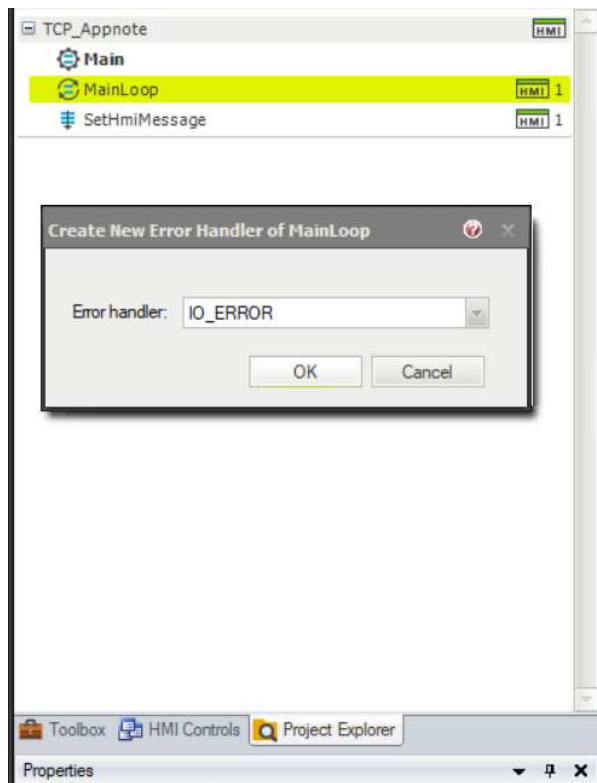 TCP_Appnote HMI
Main
MainLoop HMI 1
SetHmiMessage HMI 1
Create New Error Handler of MainLoop
Error handler: IO_ERROR
OK Cancel
Toolbox HMI Controls Project Explorer
Properties